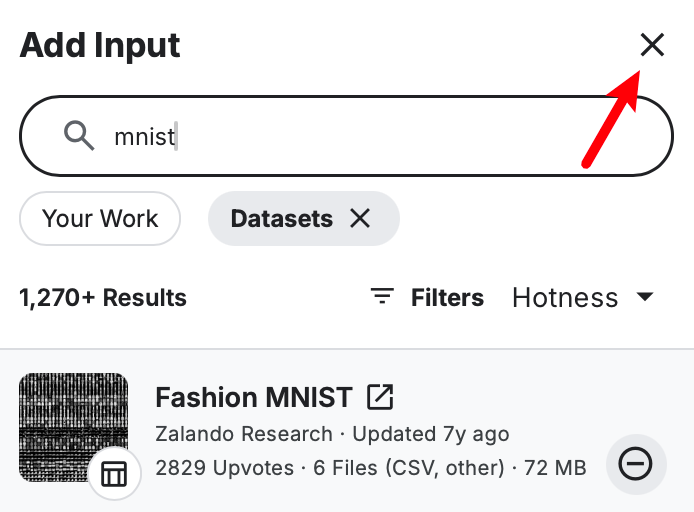 Add Input
mnist
Your Work
Datasets
1,270+ Results
Filters
Hotness
Fashion MNIST
Zalando Research · Updated 7y ago
2829 Upvotes · 6 Files (CSV, other) · 72 MB